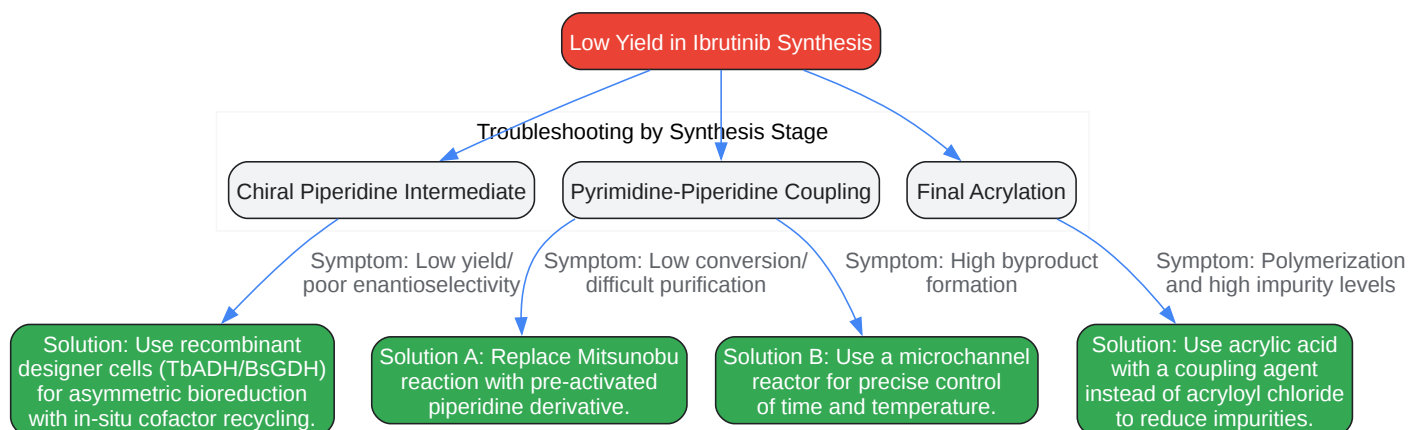 Low Yield in Ibrutinib Synthesis
Troubleshooting by Synthesis Stage
Chiral Piperidine Intermediate
Pyrimidine-Piperidine Coupling
Final Acrylation
Symptom: Low yield/
poor enantioselectivity
Symptom: Low conversion/
difficult purification
Symptom: High byproduct
formation
Symptom: Polymerization
and high impurity levels
Solution: Use recombinant
designer cells (TbADH/BsGDH)
for asymmetric bioreduction
with in-situ cofactor recycling.
Solution A: Replace Mitsunobu
reaction with pre-activated
piperidine derivative.
Solution B: Use a microchannel
reactor for precise control
of time and temperature.
Solution: Use acrylic acid
with a coupling agent
instead of acryloyl chloride
to reduce impurities.